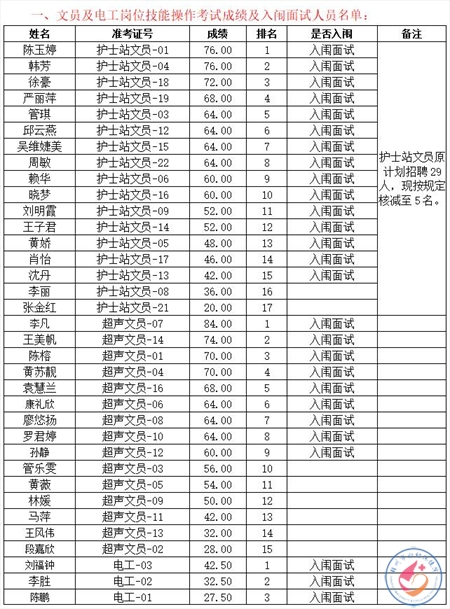 一、文员及电工岗位技能操作考试成绩及入闱面试人员名单：
姓名 准考证号 成绩 排名 是否入闱 备注
陈玉婷 护士站文员-01 76.00 1 入闱面试
韩芳 护士站文员-04 76.00 2 入闱面试
徐豪 护士站文员-18 72.00 3 入闱面试
严丽萍 护士站文员-19 68.00 4 入闱面试
管琪 护士站文员-03 64.00 5 入闱面试
邱云燕 护士站文员-12 64.00 6 入闱面试
吴维婕美 护士站文员-15 64.00 7 入闱面试
周敏 护士站文员-22 64.00 8 入闱面试
赖华 护士站文员-06 60.00 9 入闱面试
晓梦 护士站文员-16 60.00 10 入闱面试
刘明霞 护士站文员-09 52.00 11 入闱面试
王子君 护士站文员-14 52.00 12 入闱面试
黄娇 护士站文员-05 48.00 13 入闱面试
肖怡 护士站文员-17 46.00 14 入闱面试
沈丹 护士站文员-13 42.00 15 入闱面试
李丽 护士站文员-08 36.00 16
张金红 护士站文员-21 20.00 17
护士站文员原
计划招聘29
人，现按规定
核减至5名。
李凡 超声文员-07 84.00 1 入闱面试
王美帆 超声文员-14 74.00 2 入闱面试
陈榕 超声文员-01 70.00 3 入闱面试
黄苏靓 超声文员-04 70.00 4 入闱面试
袁慧兰 超声文员-16 68.00 5 入闱面试
康礼欣 超声文员-06 64.00 6 入闱面试
廖悠扬 超声文员-08 64.00 7 入闱面试
罗君婷 超声文员-10 64.00 8 入闱面试
孙静 超声文员-12 60.00 9 入闱面试
管乐雯 超声文员-03 56.00 10
黄薇 超声文员-05 54.00 11
林媛 超声文员-09 50.00 12
马萍 超声文员-11 42.00 13
王风伟 超声文员-13 32.00 14
段嘉欣 超声文员-02 28.00 15
刘福钟 电工-03 42.50 1 入闱面试
李胜 电工-02 32.50 2 入闱面试
陈鹏 电工-01 27.50 3 入闱面试